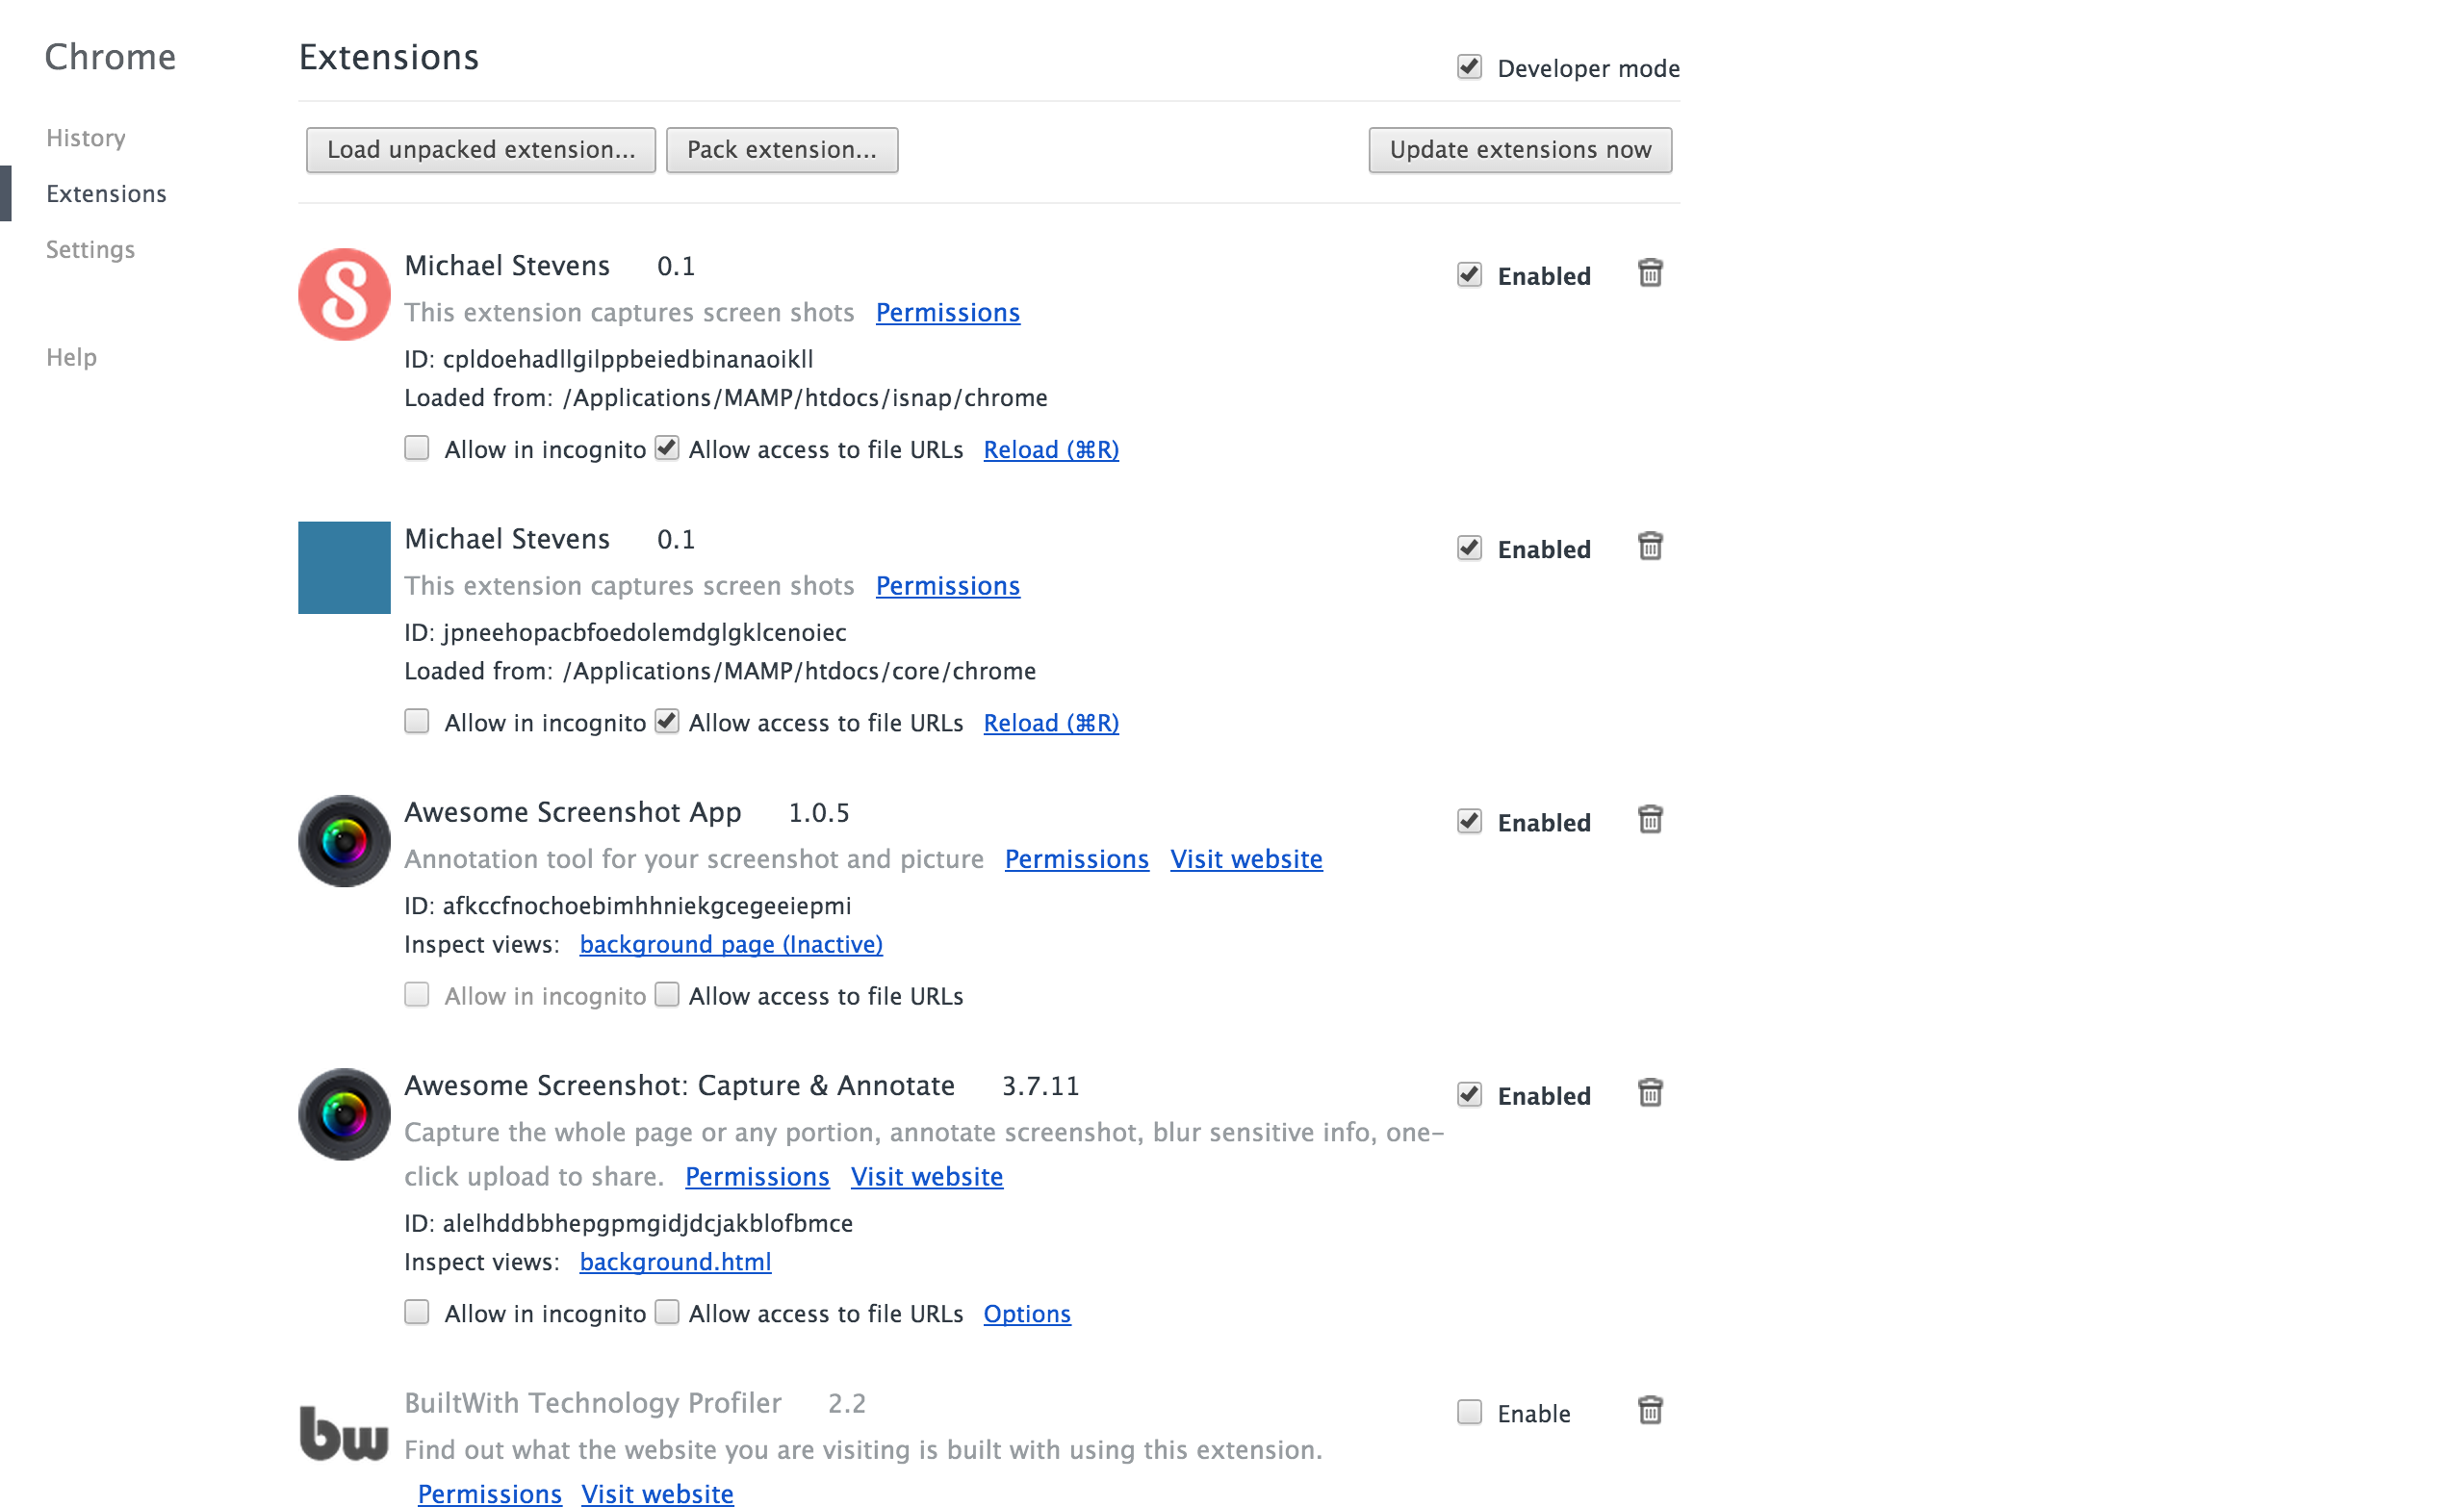 Chrome
History
Extensions
Settings
Help
Extensions
Developer mode
Load unpacked extension...
Pack extension...
Update extensions now
Michael Stevens 0.1
Enabled
This extension captures screen shots Permissions
ID: cpldoehadllgilppbeiedbinanaoikll
Loaded from: /Applications/MAMP/htdocs/isnap/chrome
Allow in incognito Allow access to file URLs Reload (⌘R)
Michael Stevens 0.1
Enabled
This extension captures screen shots Permissions
ID: jpneehopacbfoedolemdglgklcenoiec
Loaded from: /Applications/MAMP/htdocs/core/chrome
Allow in incognito Allow access to file URLs Reload (⌘R)
Awesome Screenshot App 1.0.5
Enabled
Annotation tool for your screenshot and picture Permissions Visit website
ID: afkccfnochoebimhhniekgcegeeiepmi
Inspect views: background page (Inactive)
Allow in incognito Allow access to file URLs
Awesome Screenshot: Capture & Annotate 3.7.11
Enabled
Capture the whole page or any portion, annotate screenshot, blur sensitive info, one-
click upload to share. Permissions Visit website
ID: alelhddbbhepgpmgidjdcjakblofbmce
Inspect views: background.html
Allow in incognito Allow access to file URLs Options
bw
BuiltWith Technology Profiler 2.2
Enable
Find out what the website you are visiting is built with using this extension.
Permissions Visit website